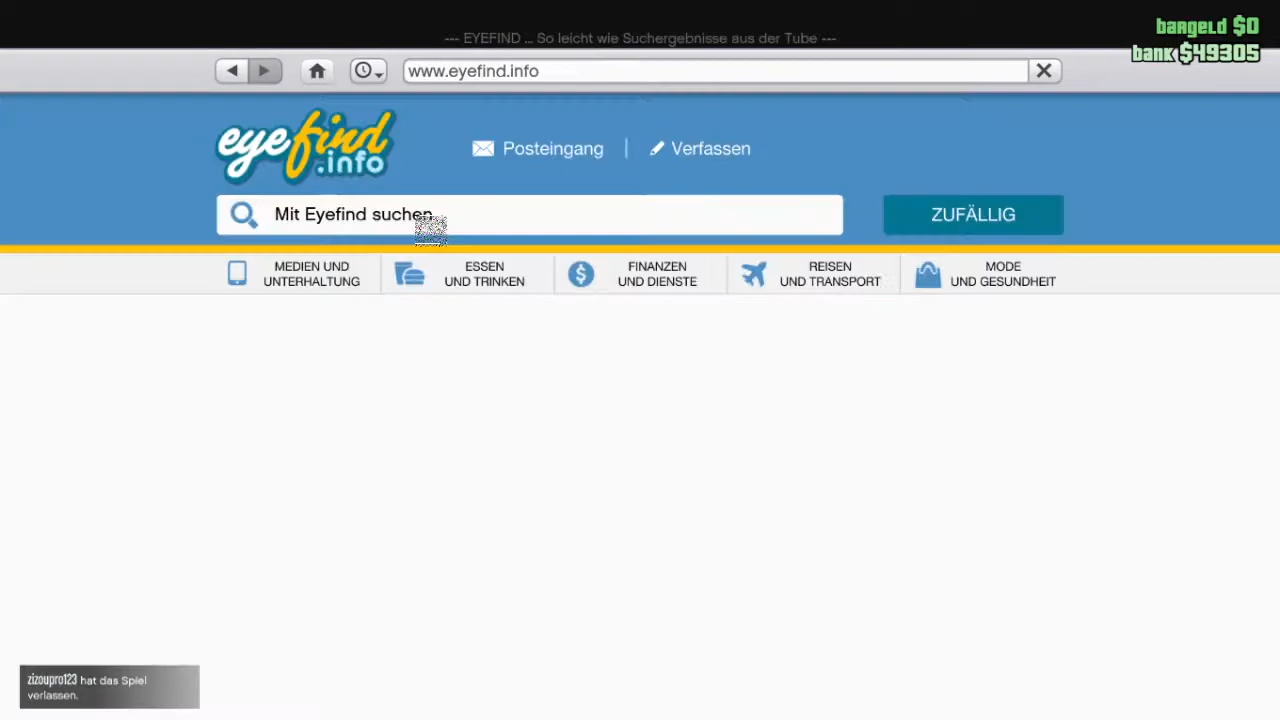 --- EYEFIND ... So leicht wie Suchergebnisse aus der Tube ---
bargeld $0
bank $49305
www.eyefind.info
eyefind
.info
Posteingang | Verfassen
Mit Eyefind suchen
ZUFÄLLIG
MEDIEN UND
UNTERHALTUNG
ESSEN
UND TRINKEN
FINANZEN
UND DIENSTE
REISEN
UND TRANSPORT
MODE
UND GESUNDHEIT
zizoupro123 hat das Spiel
verlassen.